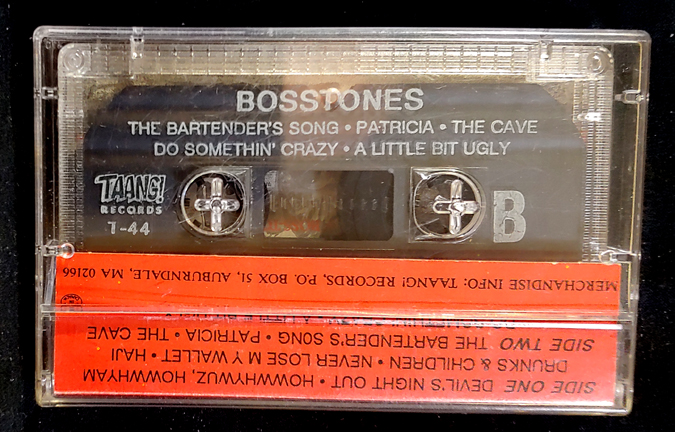 BOSSTONES
THE BARTENDER'S SONG • PATRICIA • THE CAVE
DO SOMETHIN' CRAZY • A LITTLE BIT UGLY
TAANG!
RECORDS
T-44
B
MERCHANDISE INFO: TAANG! RECORDS, P.O. BOX 51, AUBURNDALE, MA 02166
SIDE ONE DEVIL'S NIGHT OUT • HOWWHYWUZ, HOWWHYAM
DRUNKS & CHILDREN • NEVER LOSE MY WALLET • HAJI
SIDE TWO THE BARTENDER'S SONG • PATRICIA • THE CAVE